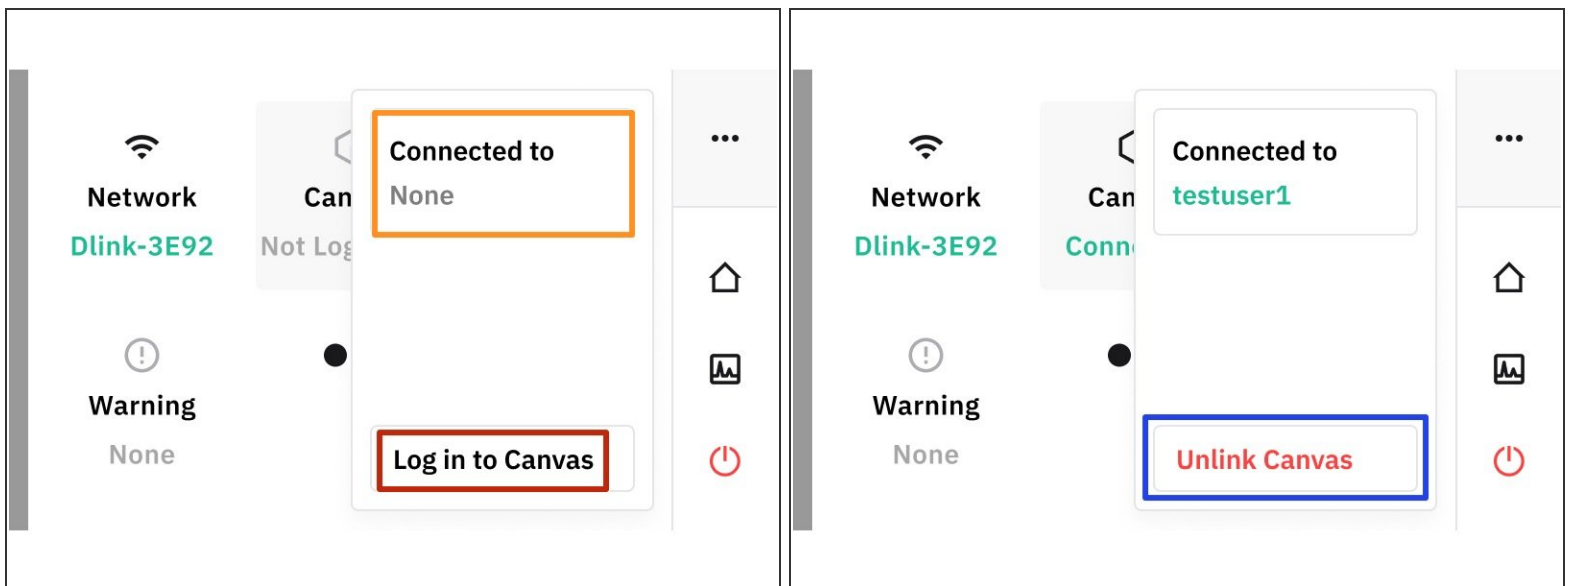 Network
Dlink-3E92
Can
Not Log
Warning
None
Connected to
None
Log in to Canvas
Network
Dlink-3E92
Can
Conn
Warning
None
Connected to
testuser1
Unlink Canvas